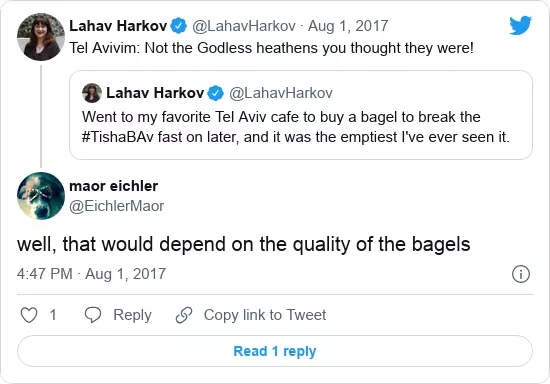 Lahav Harkov @LahavHarkov · Aug 1, 2017
Tel Avivim: Not the Godless heathens you thought they were!
Lahav Harkov @LahavHarkov
Went to my favorite Tel Aviv cafe to buy a bagel to break the
#TishaBAv fast on later, and it was the emptiest I've ever seen it.
maor eichler
@EichlerMaor
well, that would depend on the quality of the bagels
4:47 PM · Aug 1, 2017
1 Reply Copy link to Tweet
Read 1 reply